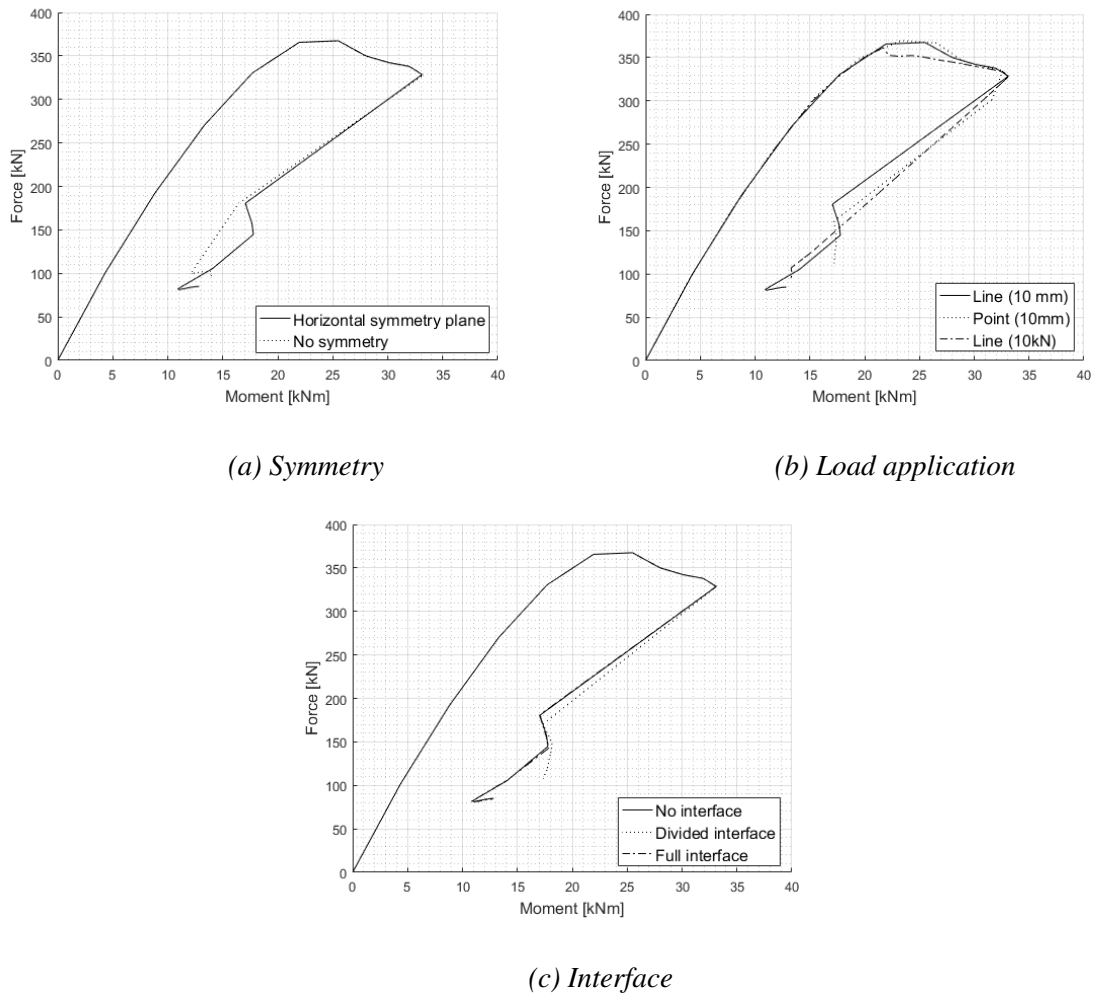 400
350
300
250
200
150
100
50
0
Force [kN]
0 5 10 15 20 25 30 35 40
Moment [kNm]
Horizontal symmetry plane
No symmetry
(a) Symmetry
400
350
300
250
200
150
100
50
0
Force [kN]
0 5 10 15 20 25 30 35 40
Moment [kNm]
Line (10 mm)
Point (10mm)
Line (10kN)
(b) Load application
400
350
300
250
200
150
100
50
0
Force [kN]
0 5 10 15 20 25 30 35 40
Moment [kNm]
No interface
Divided interface
Full interface
(c) Interface